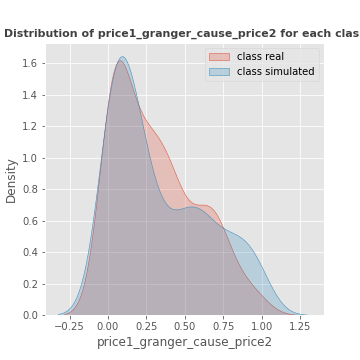 Distribution of price1_granger_cause_price2 for each clas
class real
class simulated
1.6
1.4
1.2
1.0
0.8
0.6
0.4
0.2
0.0
Density
−0.25 0.00 0.25 0.50 0.75 1.00 1.25
price1_granger_cause_price2